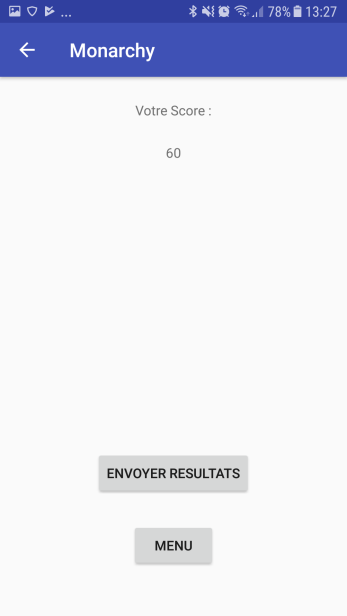 ... 78% 13:27
Monarchy
Votre Score :
60
ENVOYER RESULTATS
MENU